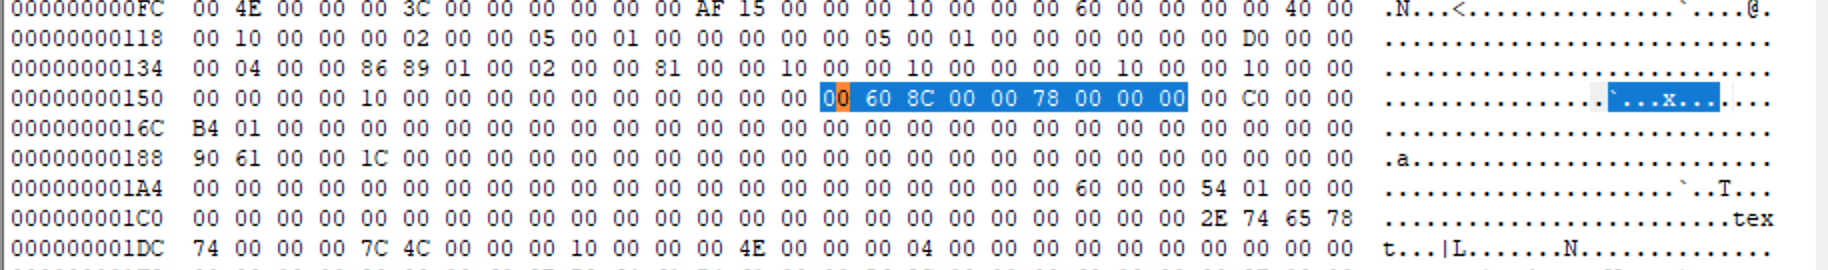 000000000FC 00 4E 00 00 00 3C 00 00 00 00 00 00 AF 15 00 00 00 10 00 00 00 60 00 00 00 00 40 00 .N...<...............`....@.
00000000118 00 10 00 00 00 02 00 00 05 00 01 00 00 00 00 00 05 00 01 00 00 00 00 00 00 D0 00 00 ............................
00000000134 00 04 00 00 86 89 01 00 02 00 00 81 00 00 10 00 00 10 00 00 00 00 10 00 00 10 00 00 ............................
00000000150 00 00 00 00 10 00 00 00 00 00 00 00 00 00 00 00 60 8C 00 00 78 00 00 00 00 C0 00 00 ................`...x.......
0000000016C B4 01 00 00 00 00 00 00 00 00 00 00 00 00 00 00 00 00 00 00 00 00 00 00 00 00 00 00 ............................
00000000188 90 61 00 00 1C 00 00 00 00 00 00 00 00 00 00 00 00 00 00 00 00 00 00 00 00 00 00 00 .a..........................
000000001A4 00 00 00 00 00 00 00 00 00 00 00 00 00 00 00 00 00 00 00 00 00 60 00 00 54 01 00 00 .....................`..T...
000000001C0 00 00 00 00 00 00 00 00 00 00 00 00 00 00 00 00 00 00 00 00 00 00 00 00 2E 74 65 78 .........................tex
000000001DC 74 00 00 00 7C 4C 00 00 00 10 00 00 00 4E 00 00 00 04 00 00 00 00 00 00 00 00 00 00 t...|L.......N..............